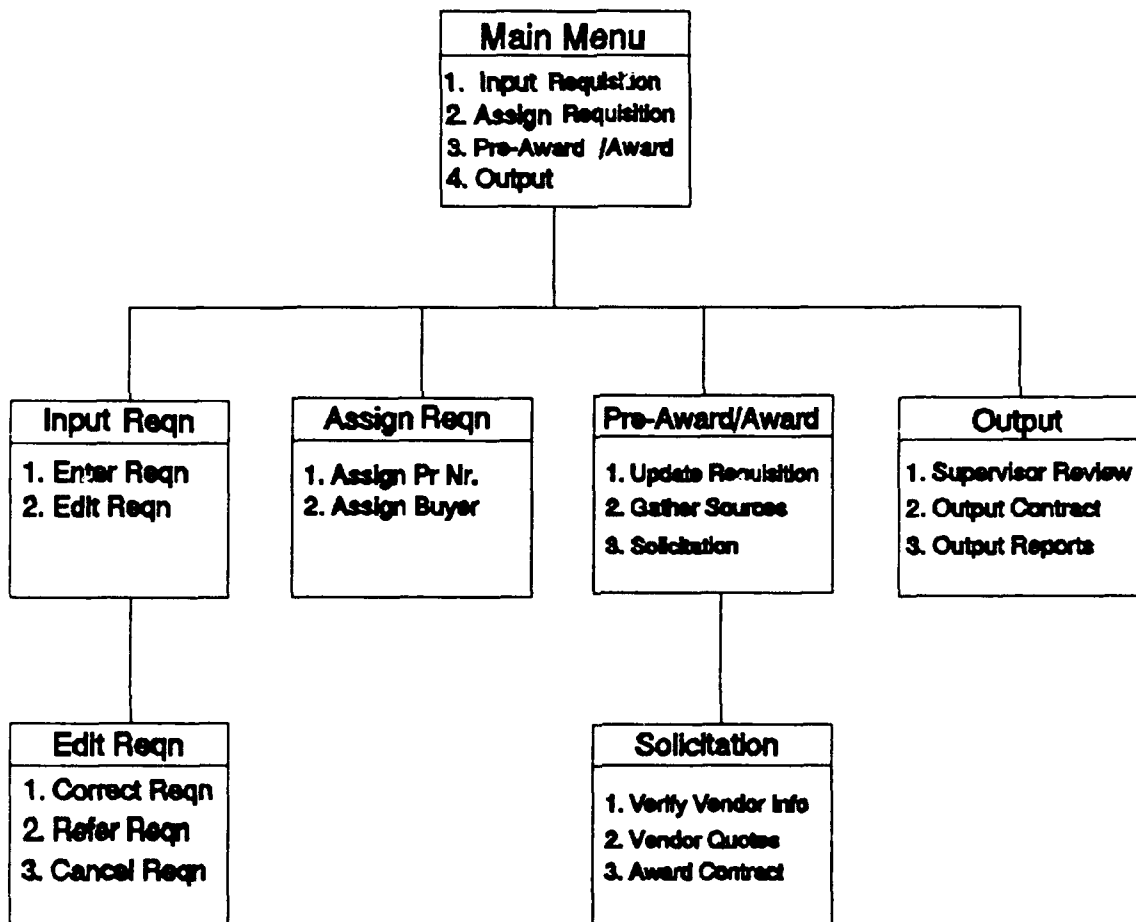 Main Menu
1. Input Requisition
2. Assign Requisition
3. Pre-Award /Award
4. Output
Input Reqn
1. Enter Reqn
2. Edit Reqn
Assign Reqn
1. Assign Pr Nr.
2. Assign Buyer
Pre-Award/Award
1. Update Requisition
2. Gather Sources
3. Solicitation
Output
1. Supervisor Review
2. Output Contract
3. Output Reports
Edit Reqn
1. Correct Reqn
2. Refer Reqn
3. Cancel Reqn
Solicitation
1. Verify Vendor Info
2. Vendor Quotes
3. Award Contract